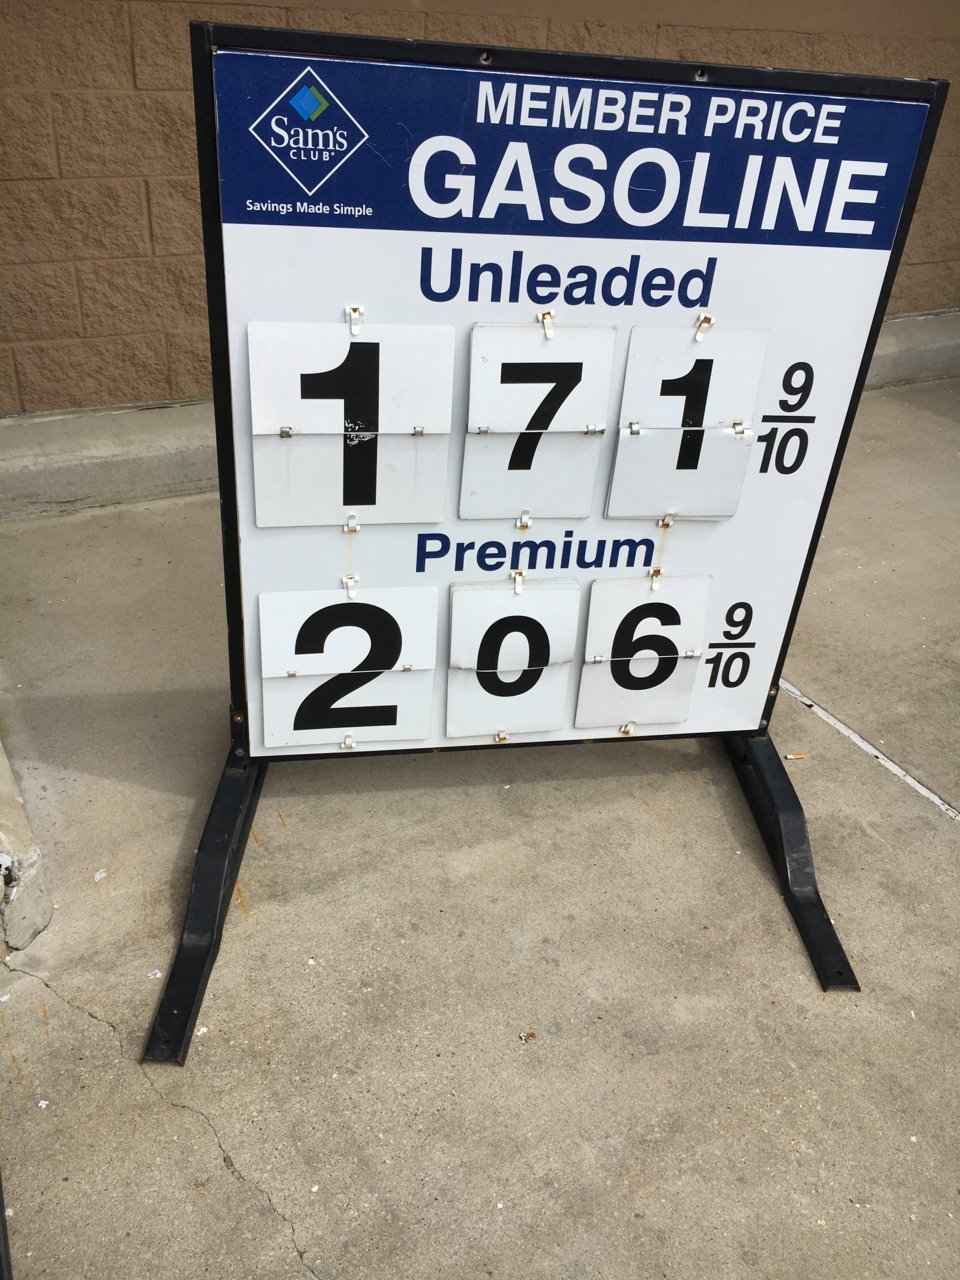 MEMBER PRICE
GASOLINE
Sam's
CLUB®
Savings Made Simple
Unleaded
1 7 1 9/10
Premium
2 0 6 9/10